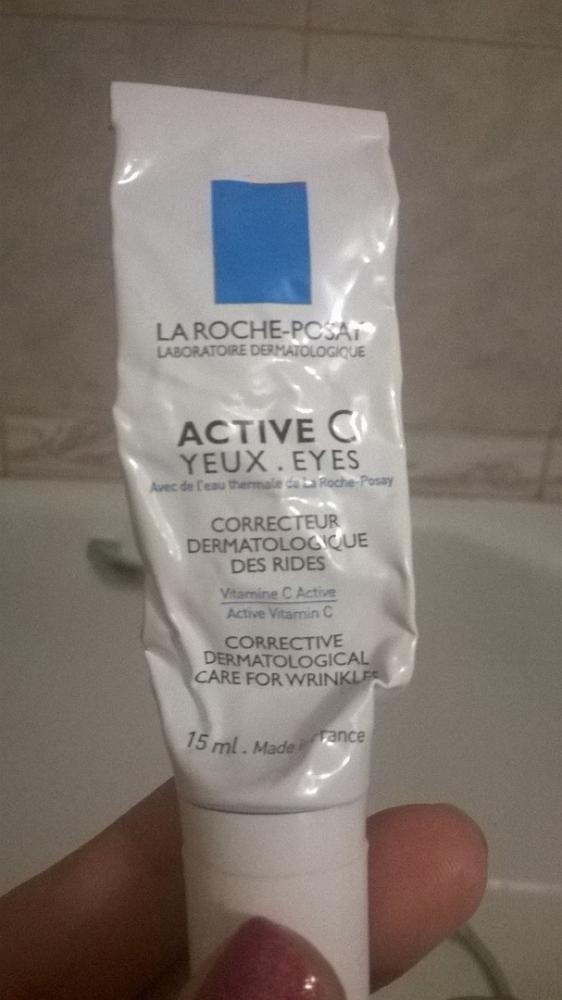 LA ROCHE-POSAY
LABORATOIRE DERMATOLOGIQUE
ACTIVE C
YEUX . EYES
Avec de l'eau thermale de La Roche-Posay
CORRECTEUR
DERMATOLOGIQUE
DES RIDES
Vitamine C Active
Active Vitamin C
CORRECTIVE
DERMATOLOGICAL
CARE FOR WRINKLES
15 ml . Made in France